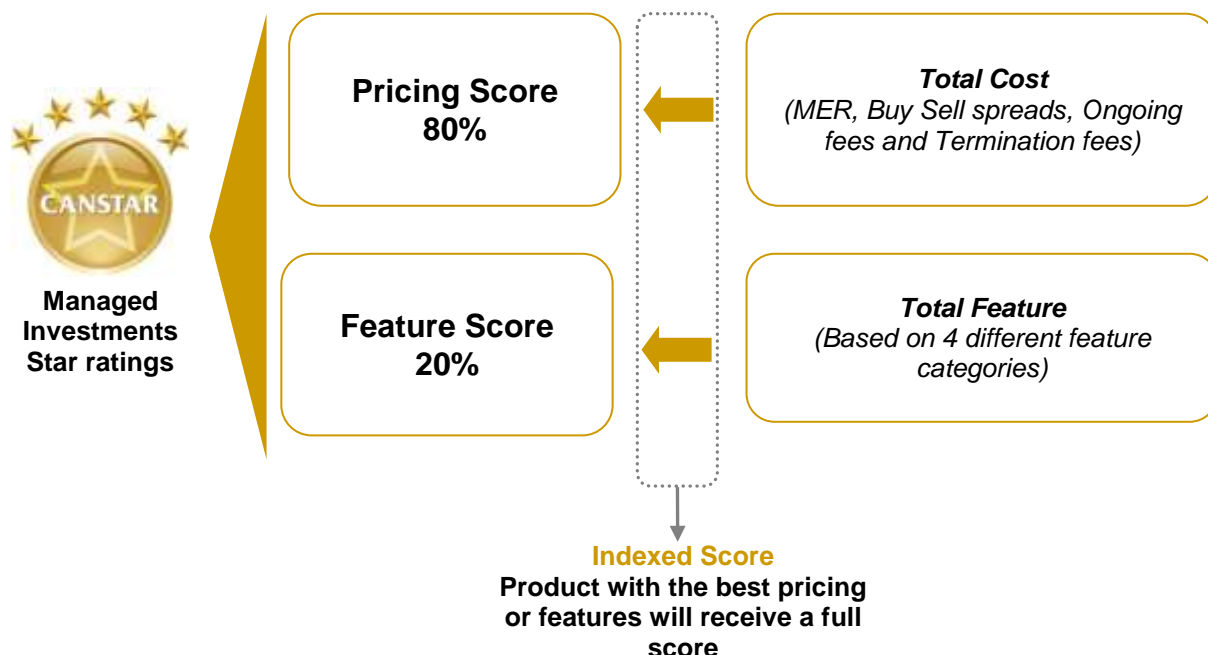 CANSTAR
Managed
Investments
Star ratings
Pricing Score
80%
Total Cost
(MER, Buy Sell spreads, Ongoing
fees and Termination fees)
Feature Score
20%
Total Feature
(Based on 4 different feature
categories)
Indexed Score
Product with the best pricing
or features will receive a full
score